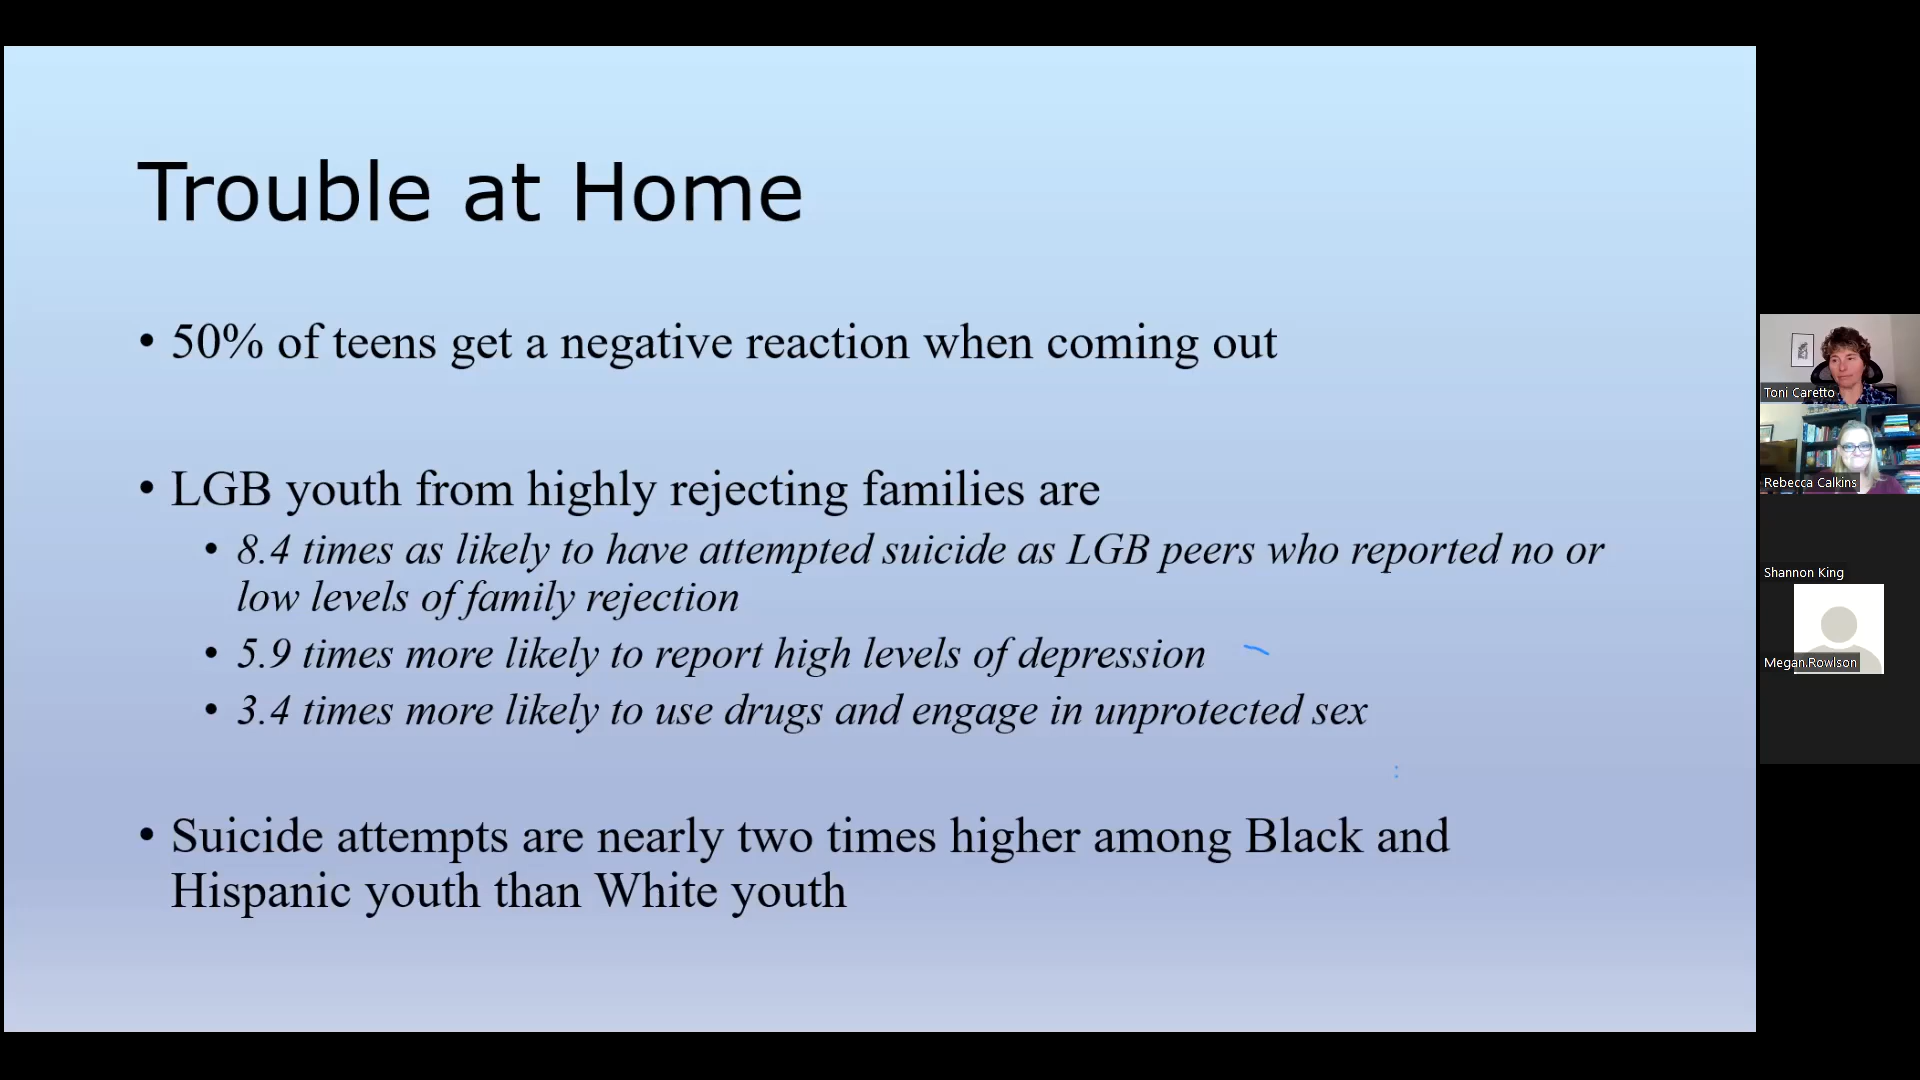 Trouble at Home
• 50% of teens get a negative reaction when coming out
• LGB youth from highly rejecting families are
• 8.4 times as likely to have attempted suicide as LGB peers who reported no or
low levels of family rejection
• 5.9 times more likely to report high levels of depression
• 3.4 times more likely to use drugs and engage in unprotected sex
• Suicide attempts are nearly two times higher among Black and
Hispanic youth than White youth
Toni Caretto
Rebecca Calkins
Shannon King
Megan.Rowlson